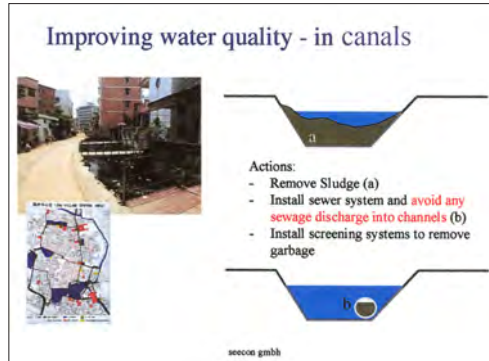 Improving water quality - in canals
a
Actions:
- Remove Sludge (a)
- Install sewer system and avoid any
sewage discharge into channels (b)
- Install screening systems to remove
garbage
b
seecon gmbh